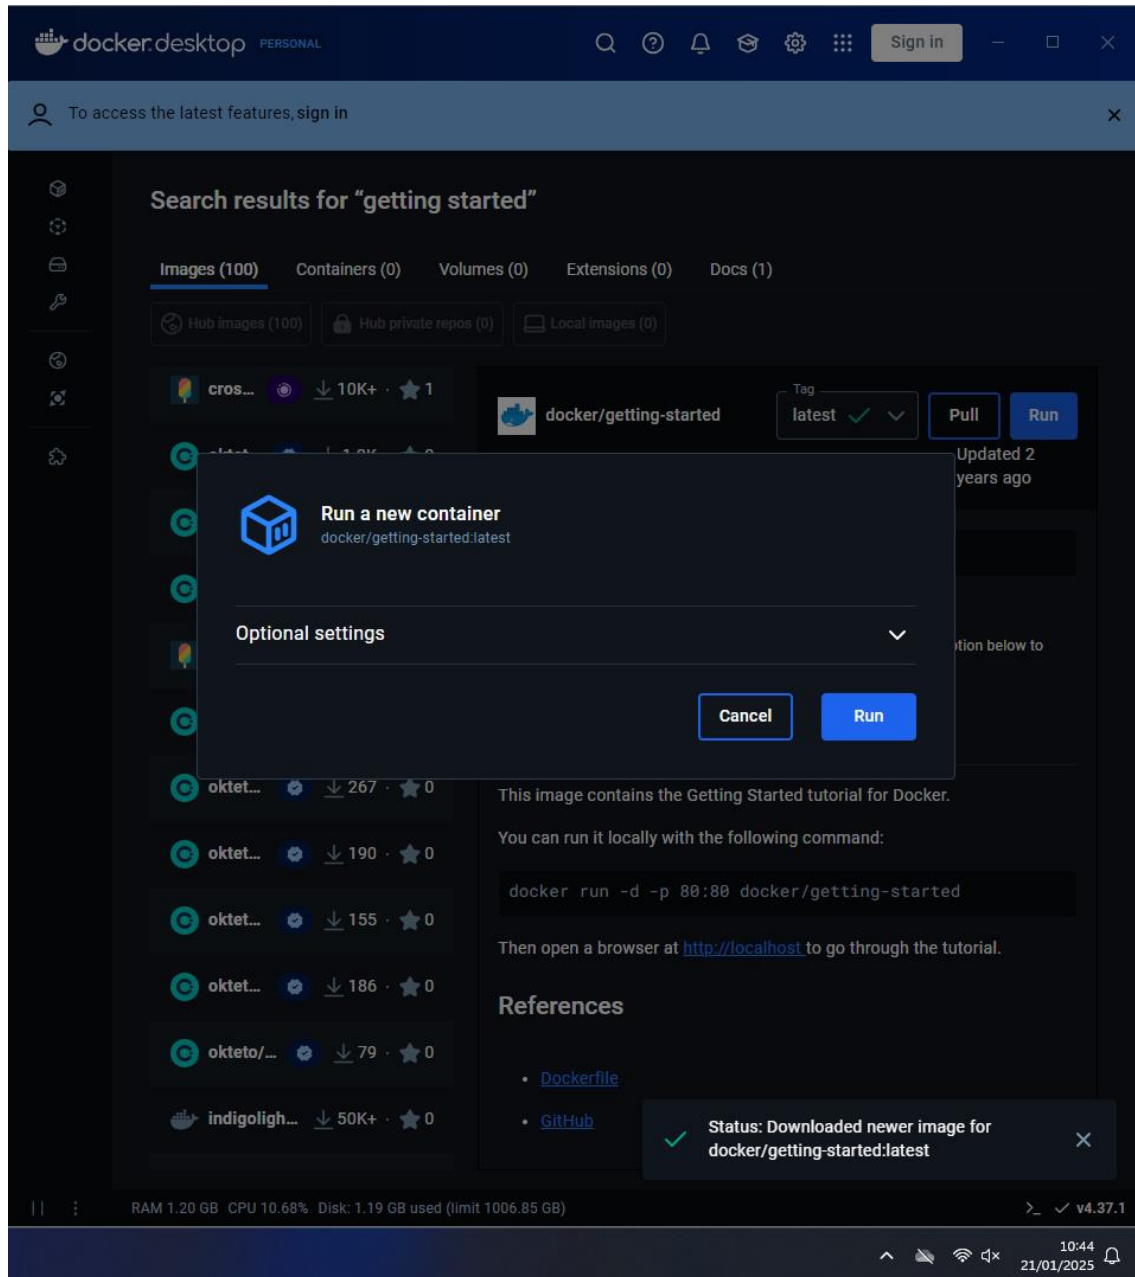 docker.desktop PERSONAL Sign in
To access the latest features, sign in
Search results for “getting started”
Images (100) Containers (0) Volumes (0) Extensions (0) Docs (1)
Hub images (100) Hub private repos (0) Local images (0)
cros... 10K+ · 1
docker/getting-started
Tag
latest
Pull
Run
Updated 2
years ago
Run a new container
docker/getting-started:latest
Optional settings
Cancel Run
tion below to
oktet... 267 · 0
oktet... 190 · 0
oktet... 155 · 0
oktet... 186 · 0
okteto/... 79 · 0
indigoligh... 50K+ · 0
This image contains the Getting Started tutorial for Docker.
You can run it locally with the following command:
docker run -d -p 80:80 docker/getting-started
Then open a browser at http://localhost to go through the tutorial.
References
• Dockerfile
• GitHub
Status: Downloaded newer image for
docker/getting-started:latest
RAM 1.20 GB CPU 10.68% Disk: 1.19 GB used (limit 1006.85 GB) v4.37.1
10:44
21/01/2025